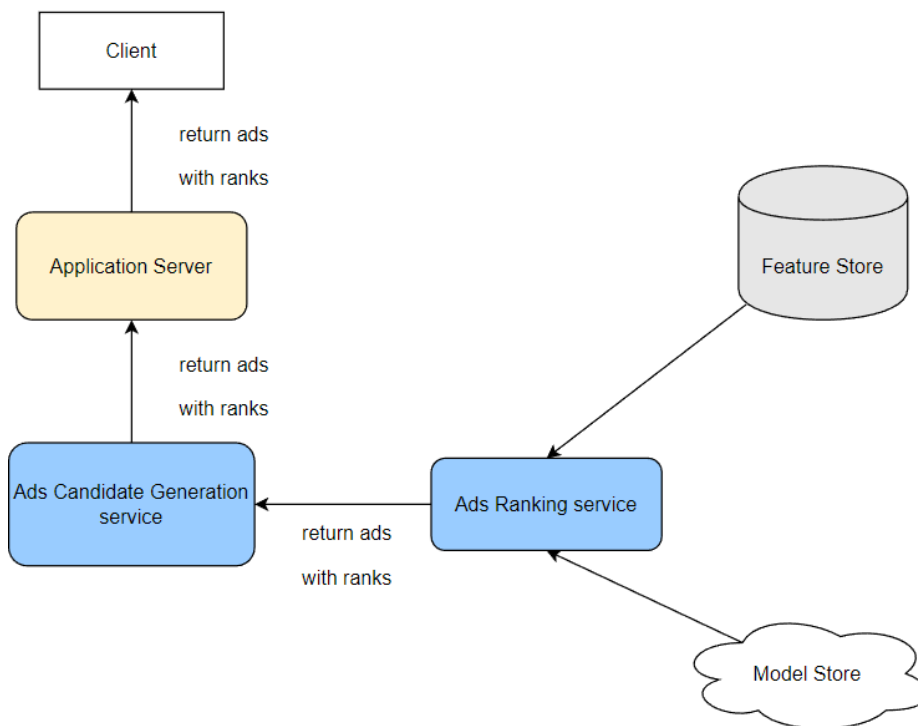 Client
return ads
with ranks
Application Server
Feature Store
return ads
with ranks
Ads Candidate Generation
service
Ads Ranking service
return ads
with ranks
Model Store